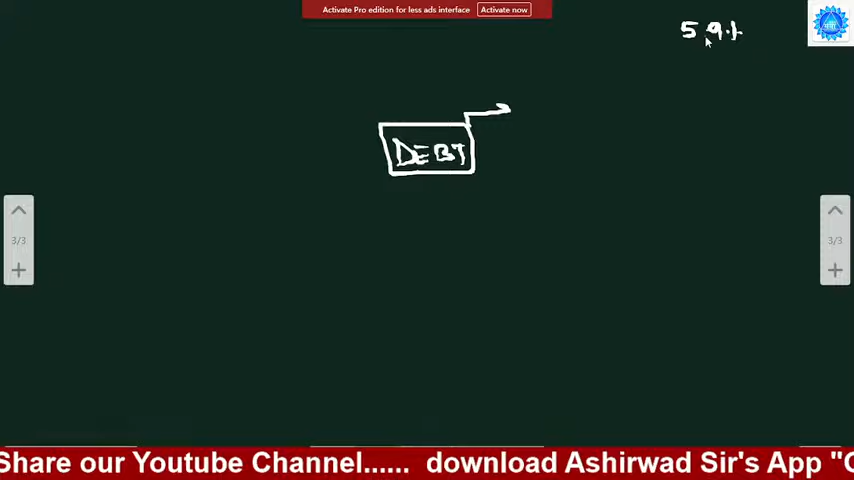 Activate Pro edition for less ads interface Activate now
DEBT
3/3
3/3
Share our Youtube Channel...... download Ashirwad Sir's App "